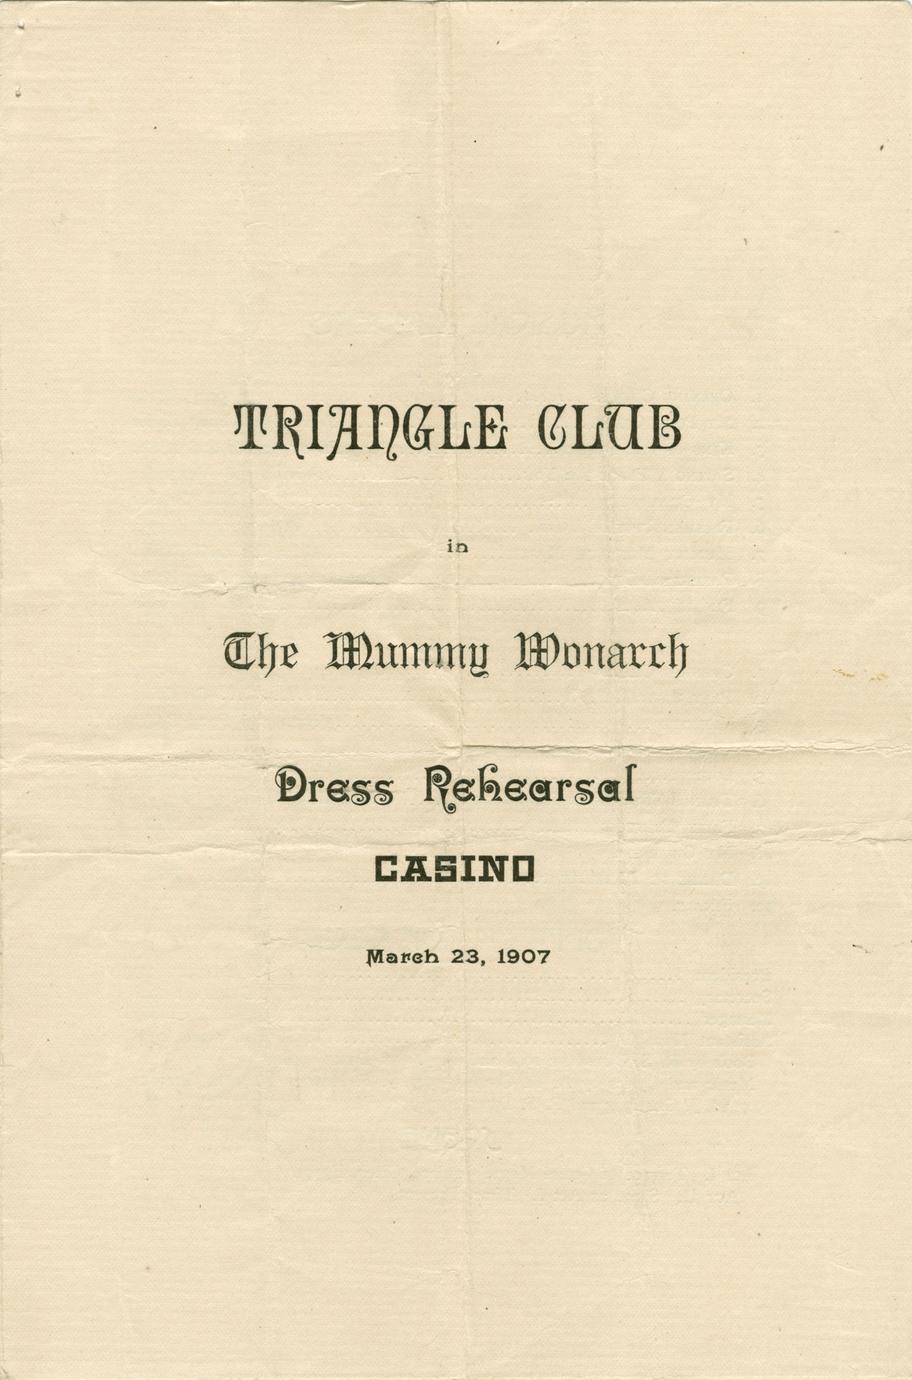 TRIANGLE CLUB
in
The Mummy Monarch
Dress Rehearsal
CASINO
March 23, 1907